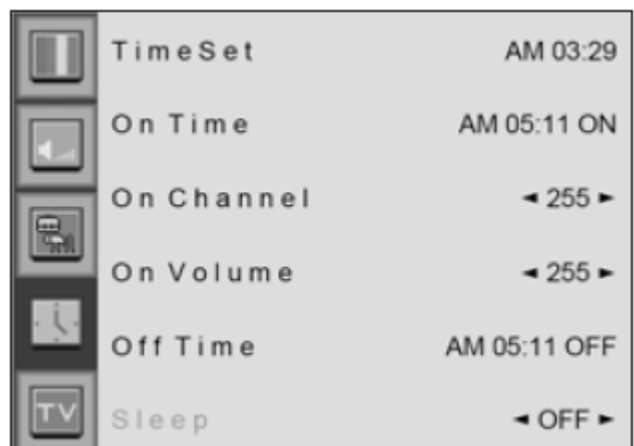 TimeSet AM 03:29
On Time AM 05:11 ON
On Channel ◄ 255 ►
On Volume ◄ 255 ►
Off Time AM 05:11 OFF
TV Sleep ◄ OFF ►